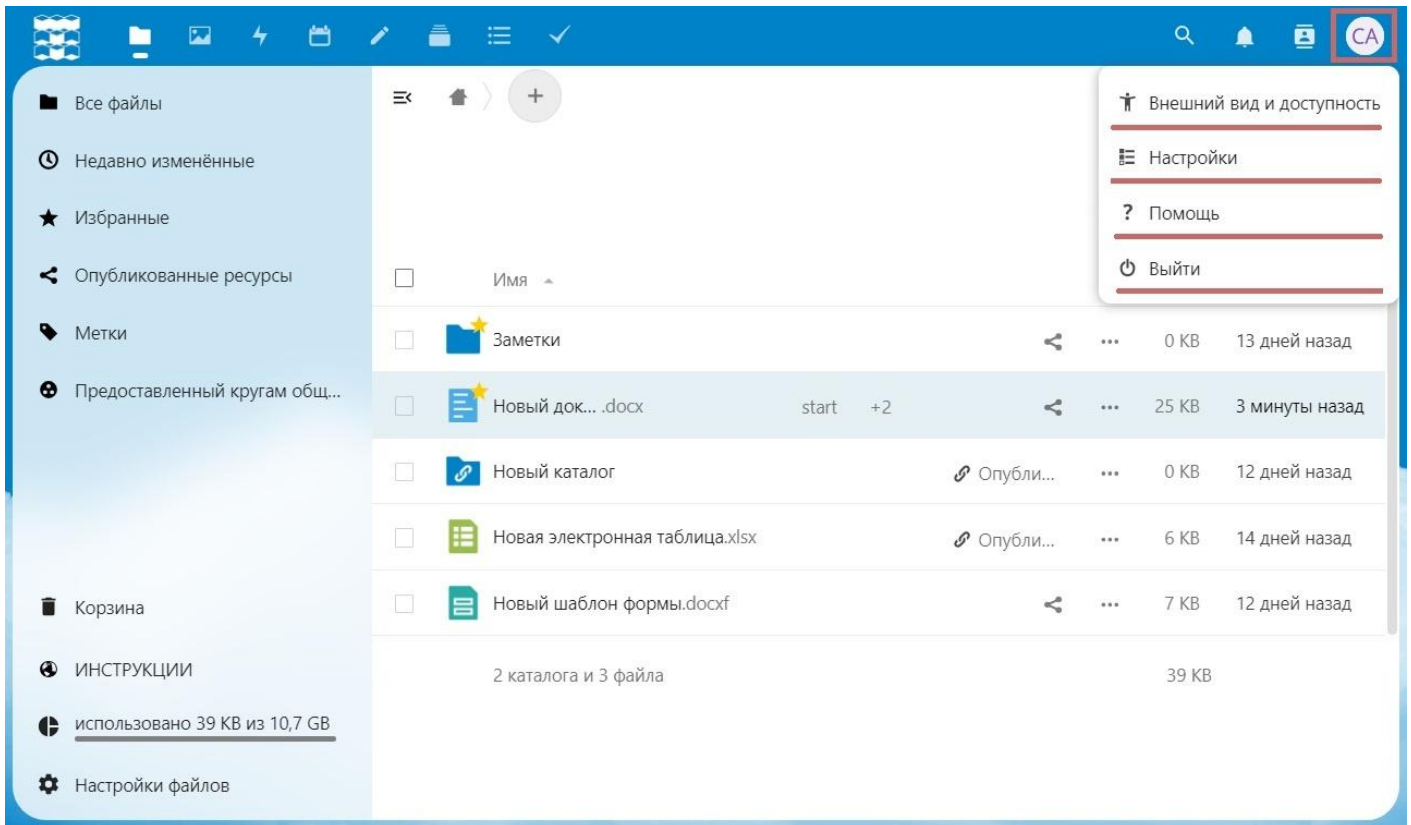 CA
Все файлы
Недавно изменённые
Избранные
Опубликованные ресурсы
Метки
Предоставленный кругам общ...
Корзина
ИНСТРУКЦИИ
использовано 39 KB из 10,7 GB
Настройки файлов
Внешний вид и доступность
Настройки
? Помощь
Выйти
Имя
Заметки 0 KB 13 дней назад
Новый док... .docx start +2 25 KB 3 минуты назад
Новый каталог Опубли... 0 KB 12 дней назад
Новая электронная таблица.xlsx Опубли... 6 KB 14 дней назад
Новый шаблон формы.docxf 7 KB 12 дней назад
2 каталога и 3 файла 39 KB